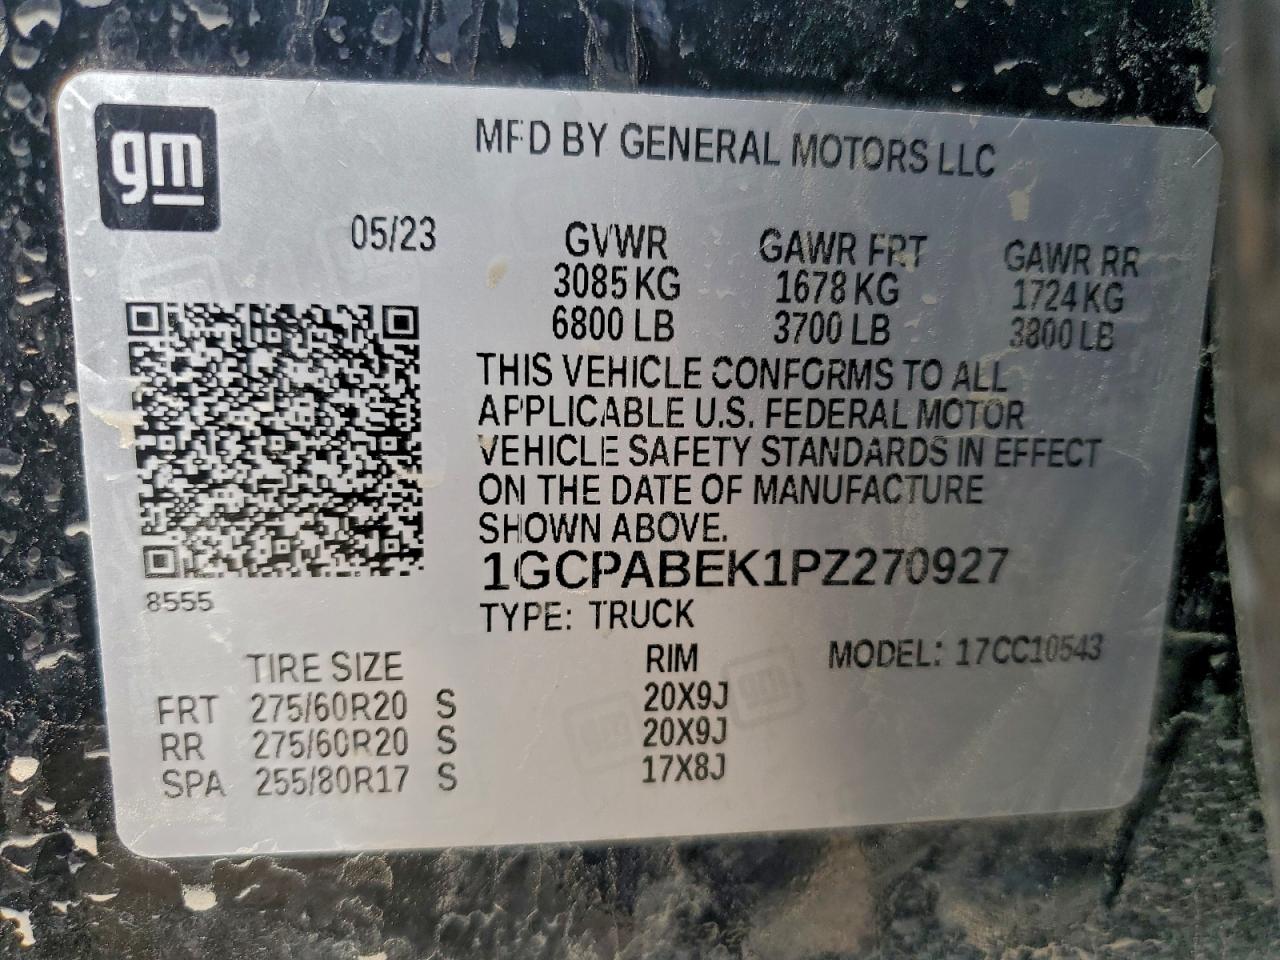 gm
MFD BY GENERAL MOTORS LLC
05/23
GVWR GAWR FRT GAWR RR
3085 KG 1678 KG 1724 KG
6800 LB 3700 LB 3800 LB
THIS VEHICLE CONFORMS TO ALL
APPLICABLE U.S. FEDERAL MOTOR
VEHICLE SAFETY STANDARDS IN EFFECT
ON THE DATE OF MANUFACTURE
SHOWN ABOVE.
1GCPABEK1PZ270927
8555
TYPE: TRUCK
MODEL: 17CC10543
TIRE SIZE RIM
FRT 275/60R20 S 20X9J
RR 275/60R20 S 20X9J
SPA 255/80R17 S 17X8J